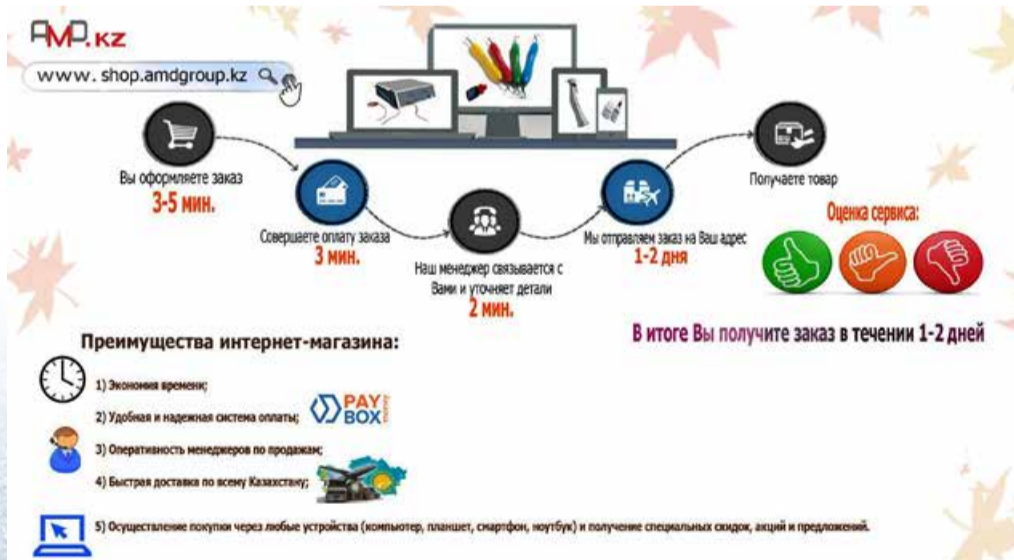 AMD.KZ
www. shop.amdgroup.kz
Вы оформляете заказ
3-5 мин.
Совершаете оплату заказа
3 мин.
Наш менеджер связывается с
Вами и уточняет детали
2 мин.
Мы отправляем заказ на Ваш адрес
1-2 дня
Получаете товар
Оценка сервиса:
В итоге Вы получите заказ в течении 1-2 дней
Преимущества интернет-магазина:
1) Экономия времени;
2) Удобная и надежная система оплаты;
PAY
BOX
money
3) Оперативность менеджеров по продажам;
4) Быстрая доставка по всему Казахстану;
5) Осуществление покупки через любые устройства (компьютер, планшет, смартфон, ноутбук) и получение специальных скидок, акций и предложений.